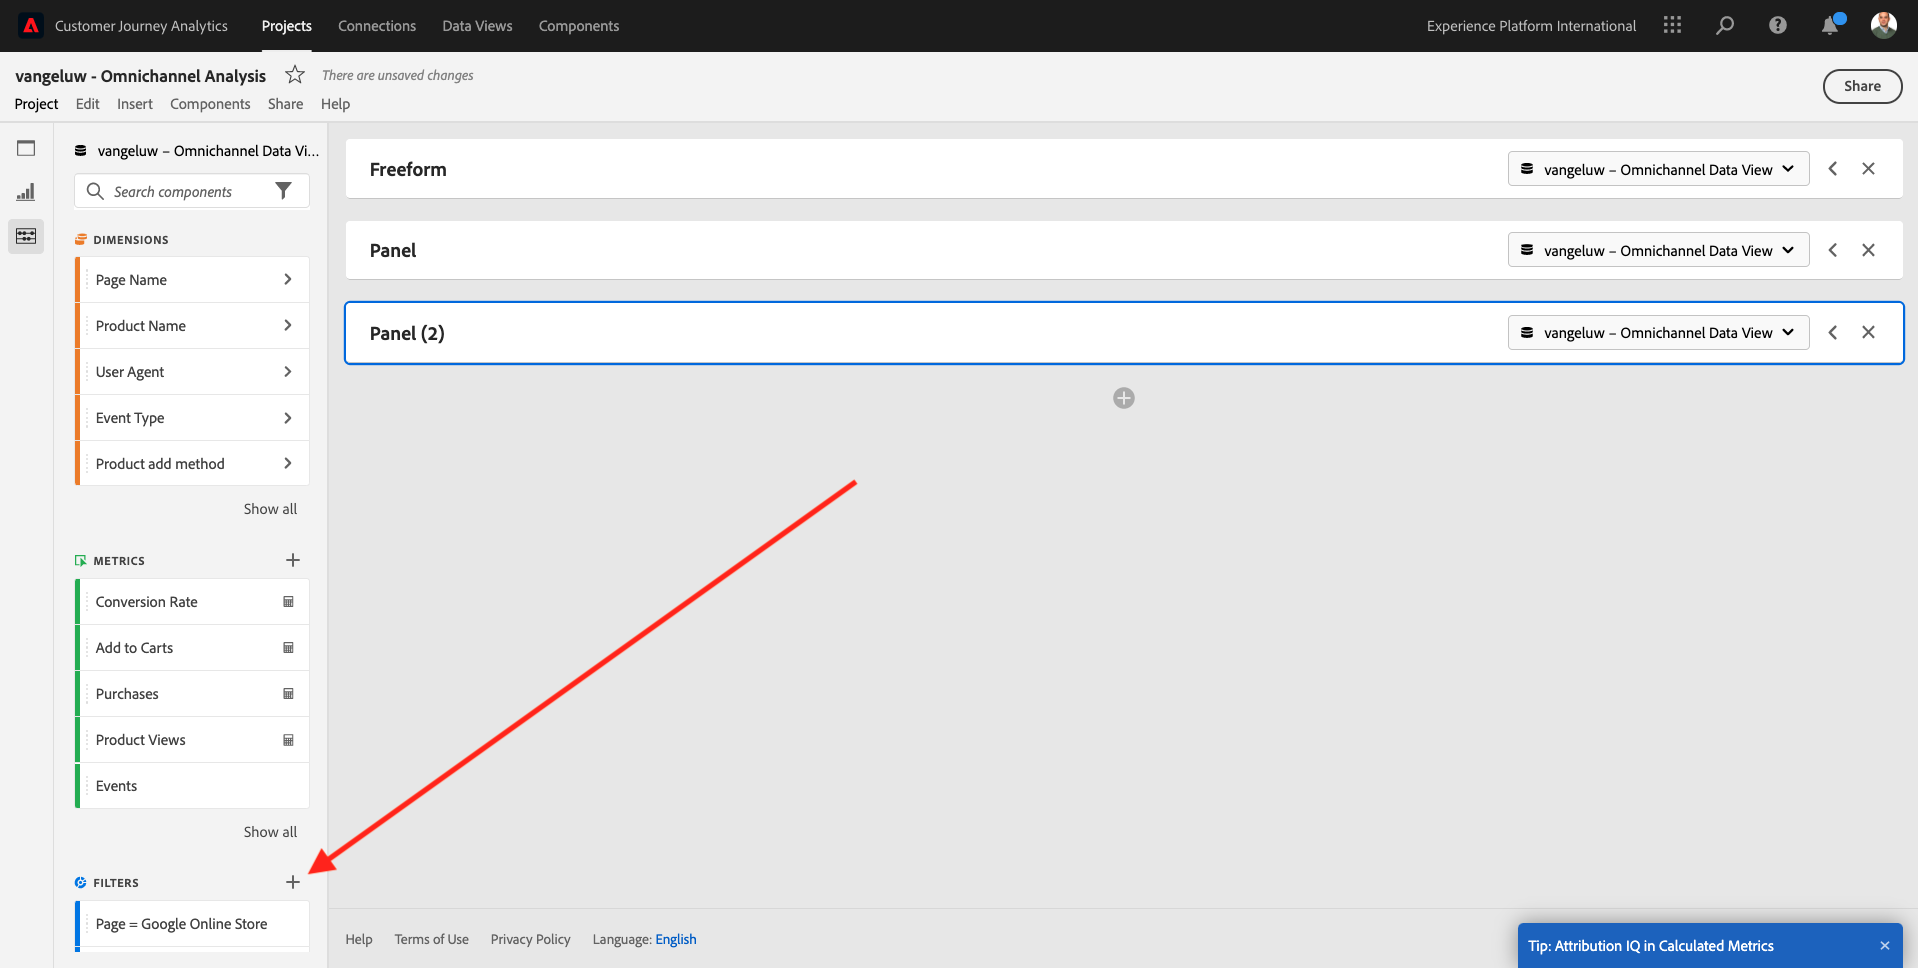 Customer Journey Analytics Projects Connections Data Views Components Experience Platform International
vangeluw - Omnichannel Analysis There are unsaved changes
Share
Project Edit Insert Components Share Help
vangeluw – Omnichannel Data Vi...
Search components
DIMENSIONS
Page Name
Product Name
User Agent
Event Type
Product add method
Show all
METRICS
Conversion Rate
Add to Carts
Purchases
Product Views
Events
Show all
FILTERS
Page = Google Online Store
Freeform vangeluw – Omnichannel Data View
Panel vangeluw – Omnichannel Data View
Panel (2) vangeluw – Omnichannel Data View
Help Terms of Use Privacy Policy Language: English
Tip: Attribution IQ in Calculated Metrics